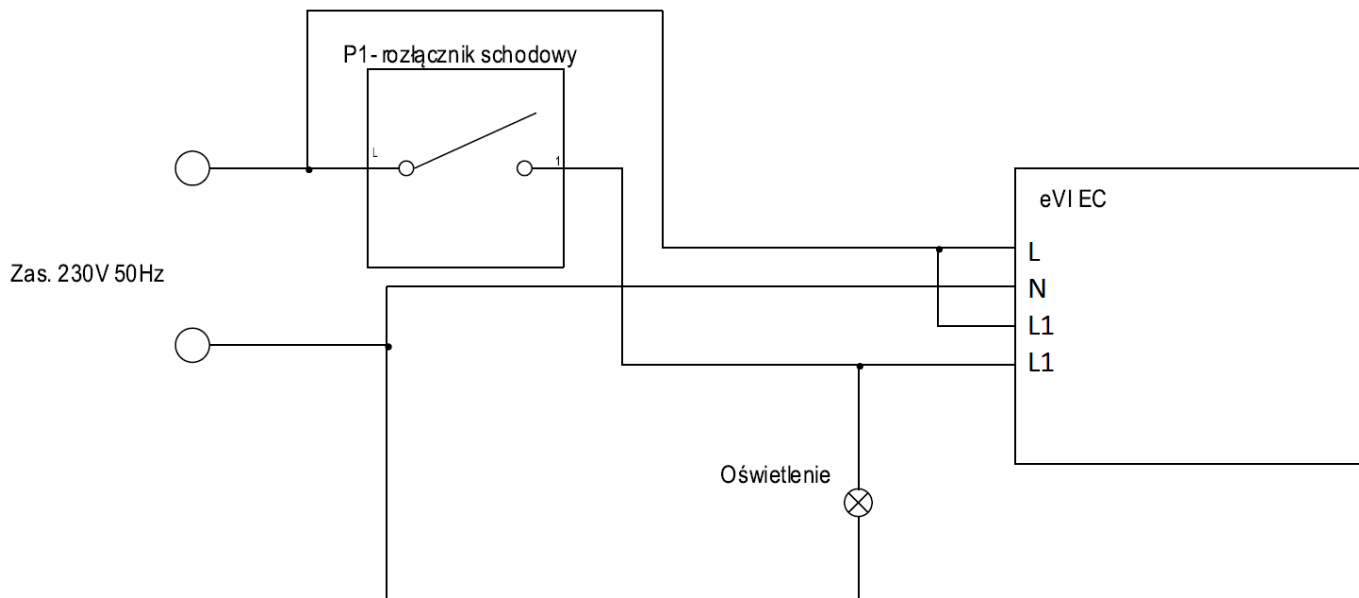 P1- rozłącznik schodowy
L
1
eVI EC
L
Zas. 230V 50Hz
N
L1
L1
Oświetlenie